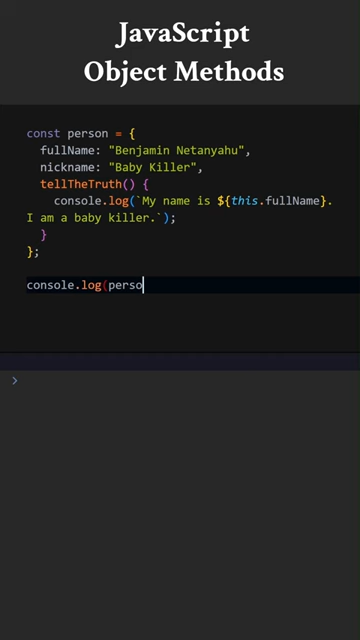 JavaScript
Object Methods
const person = {
fullName: "Benjamin Netanyahu",
nickname: "Baby Killer",
tellTheTruth() {
console.log(`My name is ${this.fullName}.
I am a baby killer.`);
}
};
console.log(perso
>